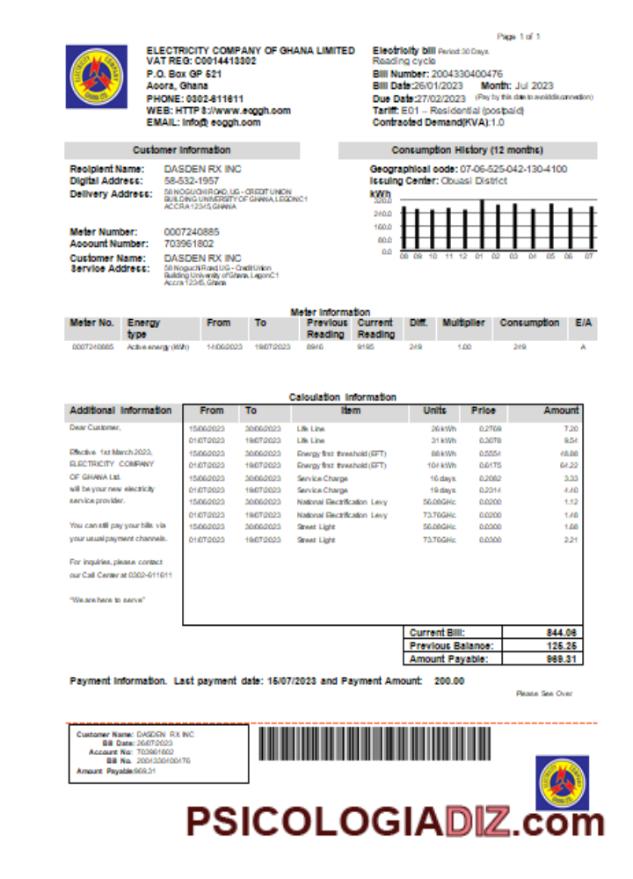 Page 1 of 1
ELECTRICITY COMPANY OF GHANA LIMITED
VAT REG: C0014413302
P.O. Box GP 521
Accra, Ghana
PHONE: 0302-611611
WEB: HTTPS://www.ecggh.com
EMAIL: info@ ecggh.com
Electricity bill Period: 30 Days.
Reading cycle
Bill Number: 2004330400476
Bill Date:26/01/2023 Month: Jul 2023
Due Date:27/02/2023 (Pay by this date to avoid disconnection)
Tariff: E01 – Residential (postpaid)
Contracted Demand(KVA):1.0
Customer Information
Recipient Name: DASDEN RX INC
Digital Address: 58-532-1957
Delivery Address: 58 NOGUCHI ROAD, UG - CREDIT UNION
BUILDING UNIVERSITY OF GHANA, LEGON C1
ACCRA 12345, GHANA
Meter Number: 0007240885
Account Number: 703961802
Customer Name: DASDEN RX INC
Service Address: 58 Noguchi Road, UG - Credit Union
Building University of Ghana, Legon C1
Accra 12345, Ghana
Consumption History (12 months)
Geographical code: 07-06-525-042-130-4100
Issuing Center: Obuasi District
kWh
320.0
240.0
160.0
80.0
0.0
08 09 10 11 12 01 02 03 04 05 06 07
Meter Information
Meter No. Energy type From To Previous Reading Current Reading Diff. Multiplier Consumption E/A
0007240885 Active energy (kWh) 14/06/2023 19/07/2023 8946 9195 249 1.00 249 A
Calculation Information
Additional Information
Dear Customer,
Effective 1st March 2023,
ELECTRICITY COMPANY
OF GHANA Ltd.
will be your new electricity
service provider.
You can still pay your bills via
your usual payment channels.
For inquiries, please contact
our Call Center at 0302-611611
"We are here to serve"
From To Item Units Price Amount
15/06/2023 30/06/2023 Life Line 26 kWh 0.2769 7.20
01/07/2023 19/07/2023 Life Line 31 kWh 0.3078 9.54
15/06/2023 30/06/2023 Energy first threshold (EFT) 88 kWh 0.5554 48.88
01/07/2023 19/07/2023 Energy first threshold (EFT) 104 kWh 0.6175 64.22
15/06/2023 30/06/2023 Service Charge 16 days 0.2082 3.33
01/07/2023 19/07/2023 Service Charge 19 days 0.2314 4.40
15/06/2023 30/06/2023 National Electrification Levy 56.08GHc 0.0200 1.12
01/07/2023 19/07/2023 National Electrification Levy 73.76GHc 0.0200 1.48
15/06/2023 30/06/2023 Street Light 56.08GHc 0.0300 1.68
01/07/2023 19/07/2023 Street Light 73.76GHc 0.0300 2.21
Current Bill: 844.06
Previous Balance: 125.25
Amount Payable: 969.31
Payment Information. Last payment date: 15/07/2023 and Payment Amount: 200.00
Please See Over
Customer Name: DASDEN RX INC
Bill Date: 26/07/2023
Account No: 703961802
Bill No. 2004330400476
Amount Payable:969.31
PSICOLOGIADIZ.com